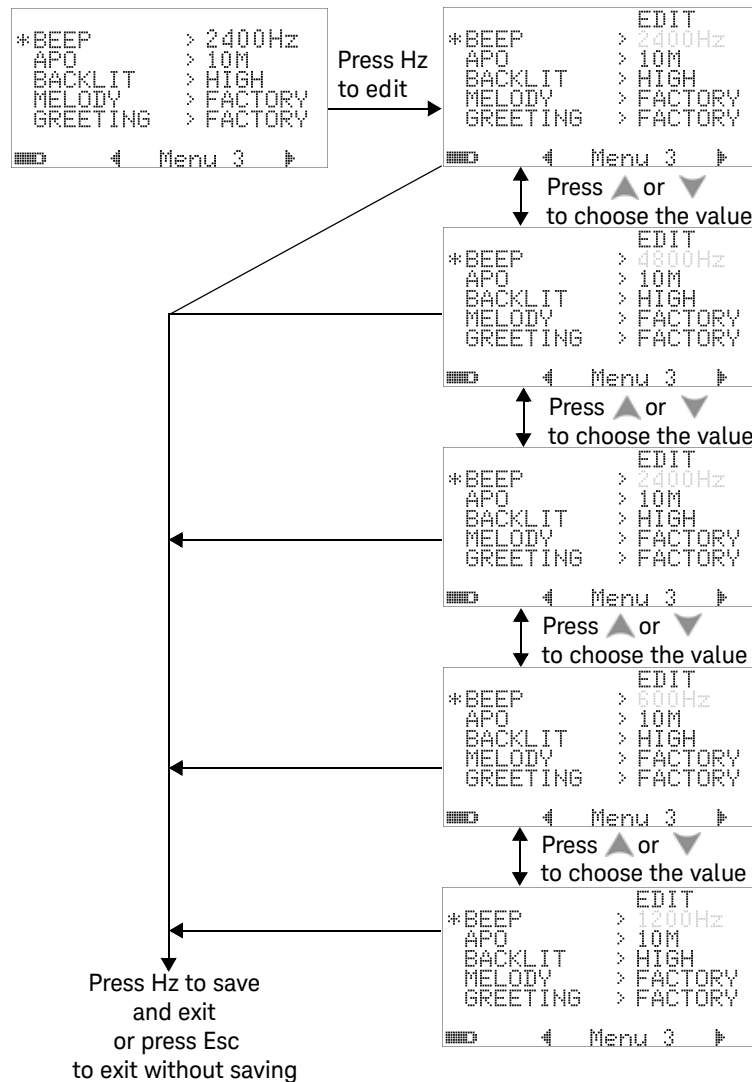 *BEEP > 2400Hz
APO > 10M
BACKLIT > HIGH
MELODY > FACTORY
GREETING > FACTORY
Menu 3
Press Hz
to edit
EDIT
*BEEP > 2400Hz
APO > 10M
BACKLIT > HIGH
MELODY > FACTORY
GREETING > FACTORY
Menu 3
Press ▲ or ▼
to choose the value
EDIT
*BEEP > 4800Hz
APO > 10M
BACKLIT > HIGH
MELODY > FACTORY
GREETING > FACTORY
Menu 3
Press ▲ or ▼
to choose the value
EDIT
*BEEP > 2400Hz
APO > 10M
BACKLIT > HIGH
MELODY > FACTORY
GREETING > FACTORY
Menu 3
Press ▲ or ▼
to choose the value
EDIT
*BEEP > 600Hz
APO > 10M
BACKLIT > HIGH
MELODY > FACTORY
GREETING > FACTORY
Menu 3
Press ▲ or ▼
to choose the value
EDIT
*BEEP > 1200Hz
APO > 10M
BACKLIT > HIGH
MELODY > FACTORY
GREETING > FACTORY
Menu 3
Press Hz to save
and exit
or press Esc
to exit without saving